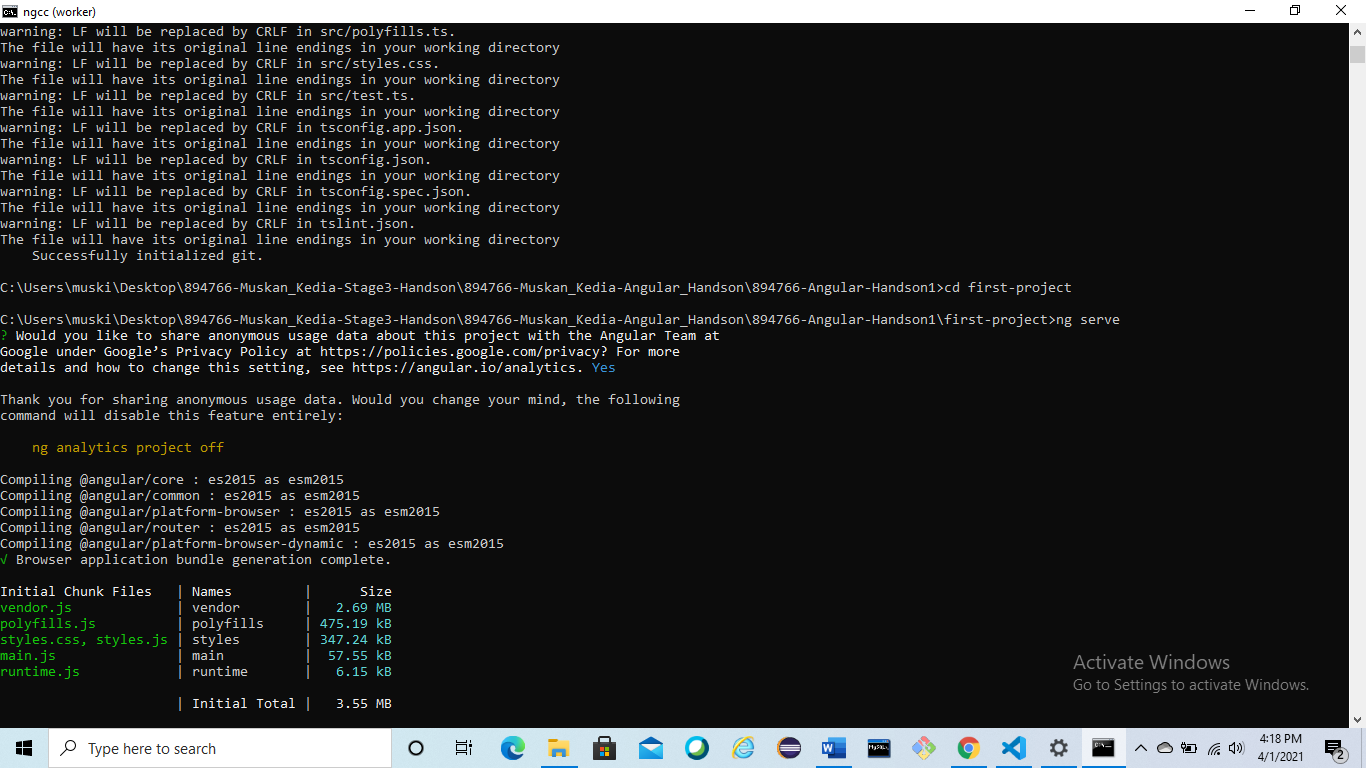 ngcc (worker)
warning: LF will be replaced by CRLF in src/polyfills.ts.
The file will have its original line endings in your working directory
warning: LF will be replaced by CRLF in src/styles.css.
The file will have its original line endings in your working directory
warning: LF will be replaced by CRLF in src/test.ts.
The file will have its original line endings in your working directory
warning: LF will be replaced by CRLF in tsconfig.app.json.
The file will have its original line endings in your working directory
warning: LF will be replaced by CRLF in tsconfig.json.
The file will have its original line endings in your working directory
warning: LF will be replaced by CRLF in tsconfig.spec.json.
The file will have its original line endings in your working directory
warning: LF will be replaced by CRLF in tslint.json.
The file will have its original line endings in your working directory
    Successfully initialized git.
C:\Users\muski\Desktop\894766-Muskan_Kedia-Stage3-Handson\894766-Muskan_Kedia-Angular_Handson\894766-Angular-Handson1>cd first-project
C:\Users\muski\Desktop\894766-Muskan_Kedia-Stage3-Handson\894766-Muskan_Kedia-Angular_Handson\894766-Angular-Handson1\first-project>ng serve
? Would you like to share anonymous usage data about this project with the Angular Team at
Google under Google’s Privacy Policy at https://policies.google.com/privacy? For more
details and how to change this setting, see https://angular.io/analytics. Yes
Thank you for sharing anonymous usage data. Would you change your mind, the following
command will disable this feature entirely:
    ng analytics project off
Compiling @angular/core : es2015 as esm2015
Compiling @angular/common : es2015 as esm2015
Compiling @angular/platform-browser : es2015 as esm2015
Compiling @angular/router : es2015 as esm2015
Compiling @angular/platform-browser-dynamic : es2015 as esm2015
√ Browser application bundle generation complete.
Initial Chunk Files   | Names         |      Size
vendor.js             | vendor        |   2.69 MB
polyfills.js          | polyfills     | 475.19 kB
styles.css, styles.js | styles        | 347.24 kB
main.js               | main          |  57.55 kB
runtime.js            | runtime       |   6.15 kB
                      | Initial Total |   3.55 MB
Activate Windows
Go to Settings to activate Windows.
Type here to search
4:18 PM
4/1/2021
2